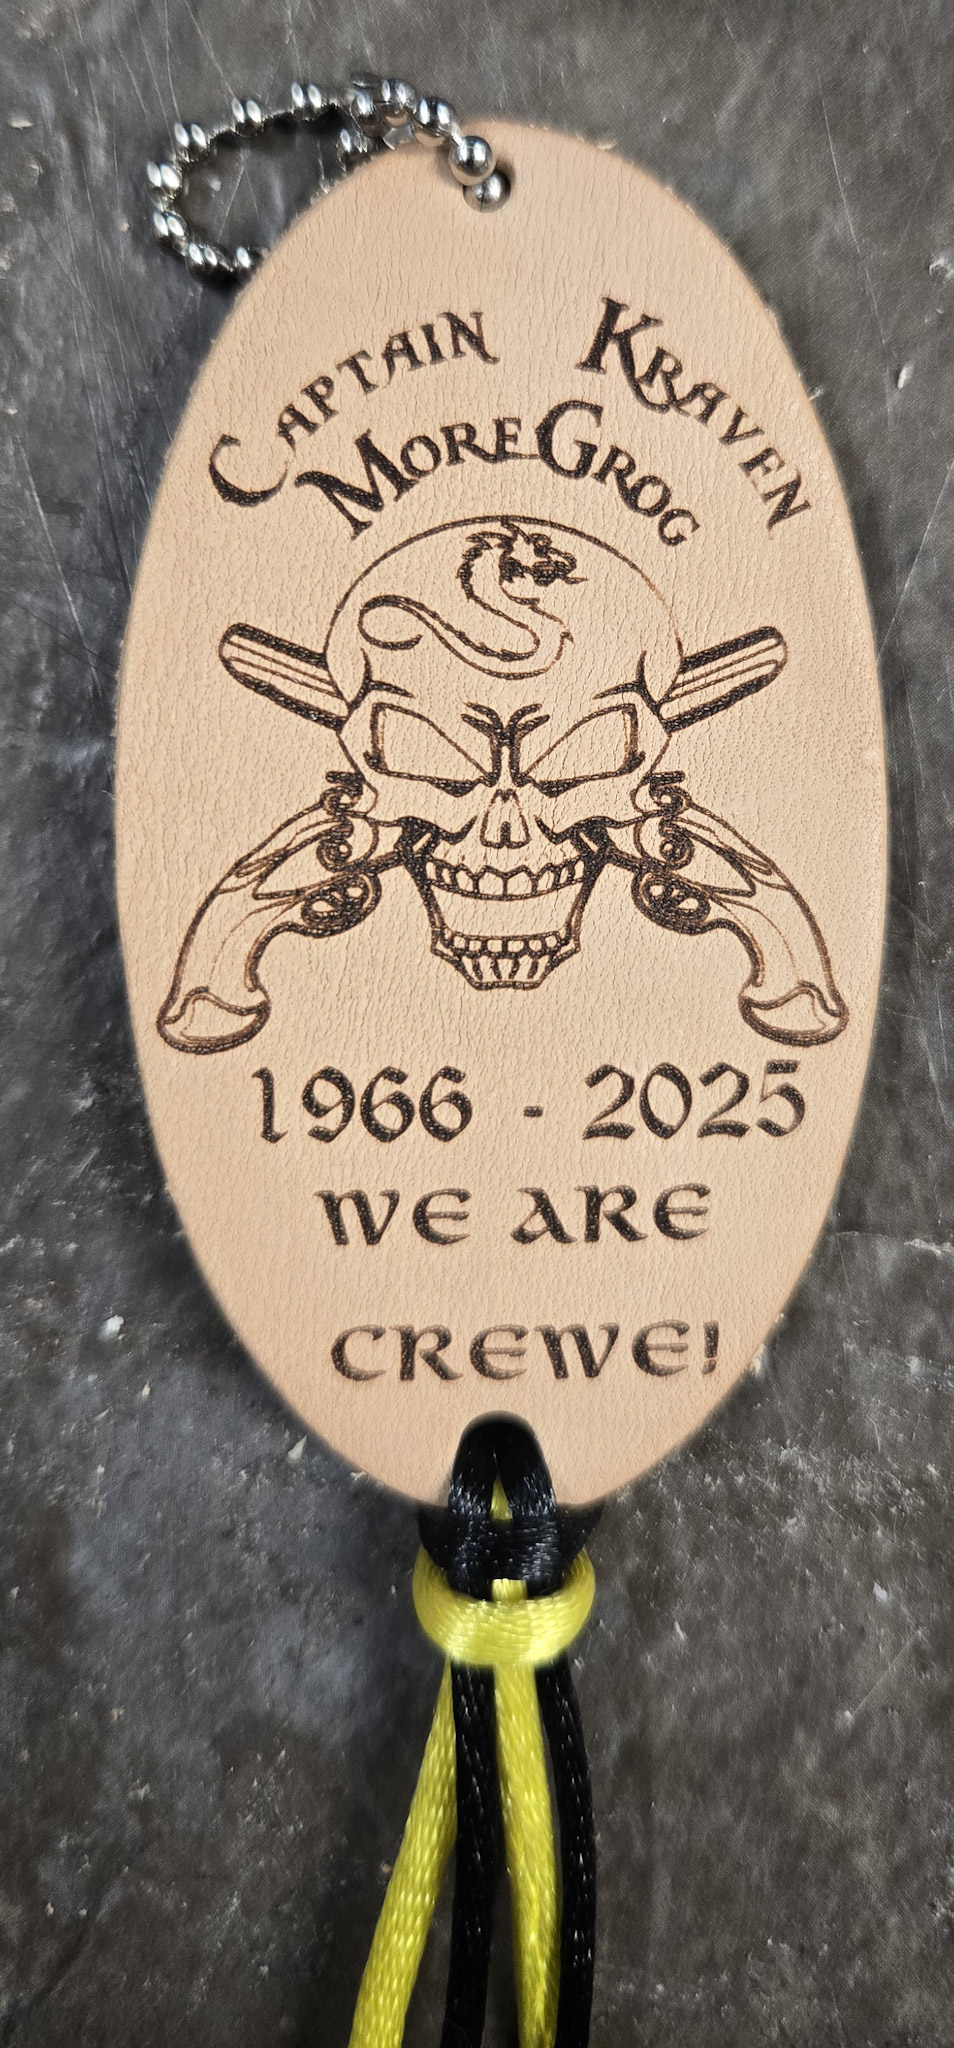 CAPTAIN KRAVEN
MOREGROG
1966 - 2025
WE ARE
CREWE!